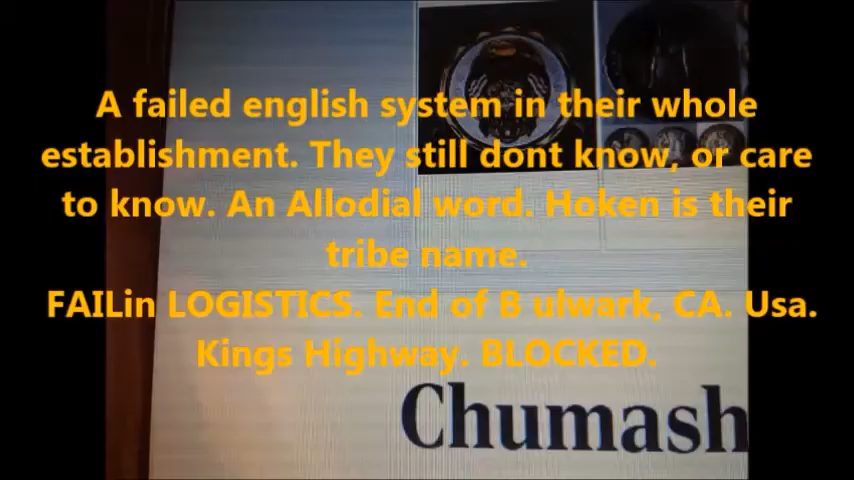 A failed english system in their whole
establishment. They still dont know, or care
to know. An Allodial word. Hoken is their
tribe name.
FAILin LOGISTICS. End of B ulwark, CA. Usa.
Kings Highway. BLOCKED.
Chumash